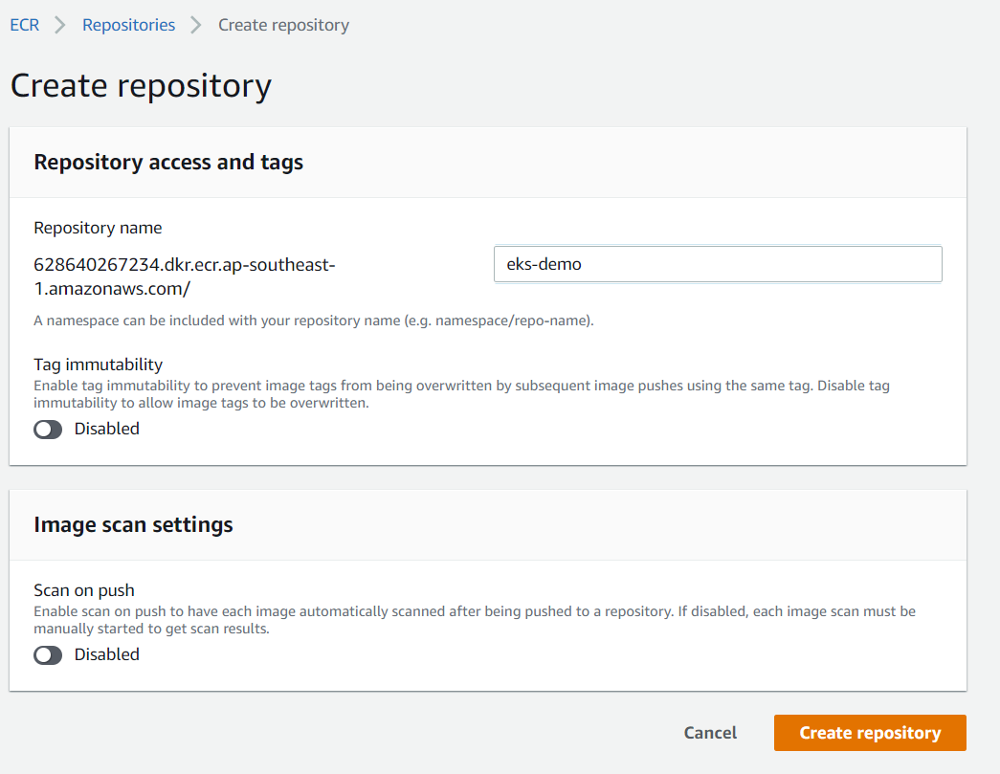 ECR > Repositories > Create repository
Create repository
Repository access and tags
Repository name
628640267234.dkr.ecr.ap-southeast-
1.amazonaws.com/
eks-demo
A namespace can be included with your repository name (e.g. namespace/repo-name).
Tag immutability
Enable tag immutability to prevent image tags from being overwritten by subsequent image pushes using the same tag. Disable tag
immutability to allow image tags to be overwritten.
Disabled
Image scan settings
Scan on push
Enable scan on push to have each image automatically scanned after being pushed to a repository. If disabled, each image scan must be
manually started to get scan results.
Disabled
Cancel
Create repository